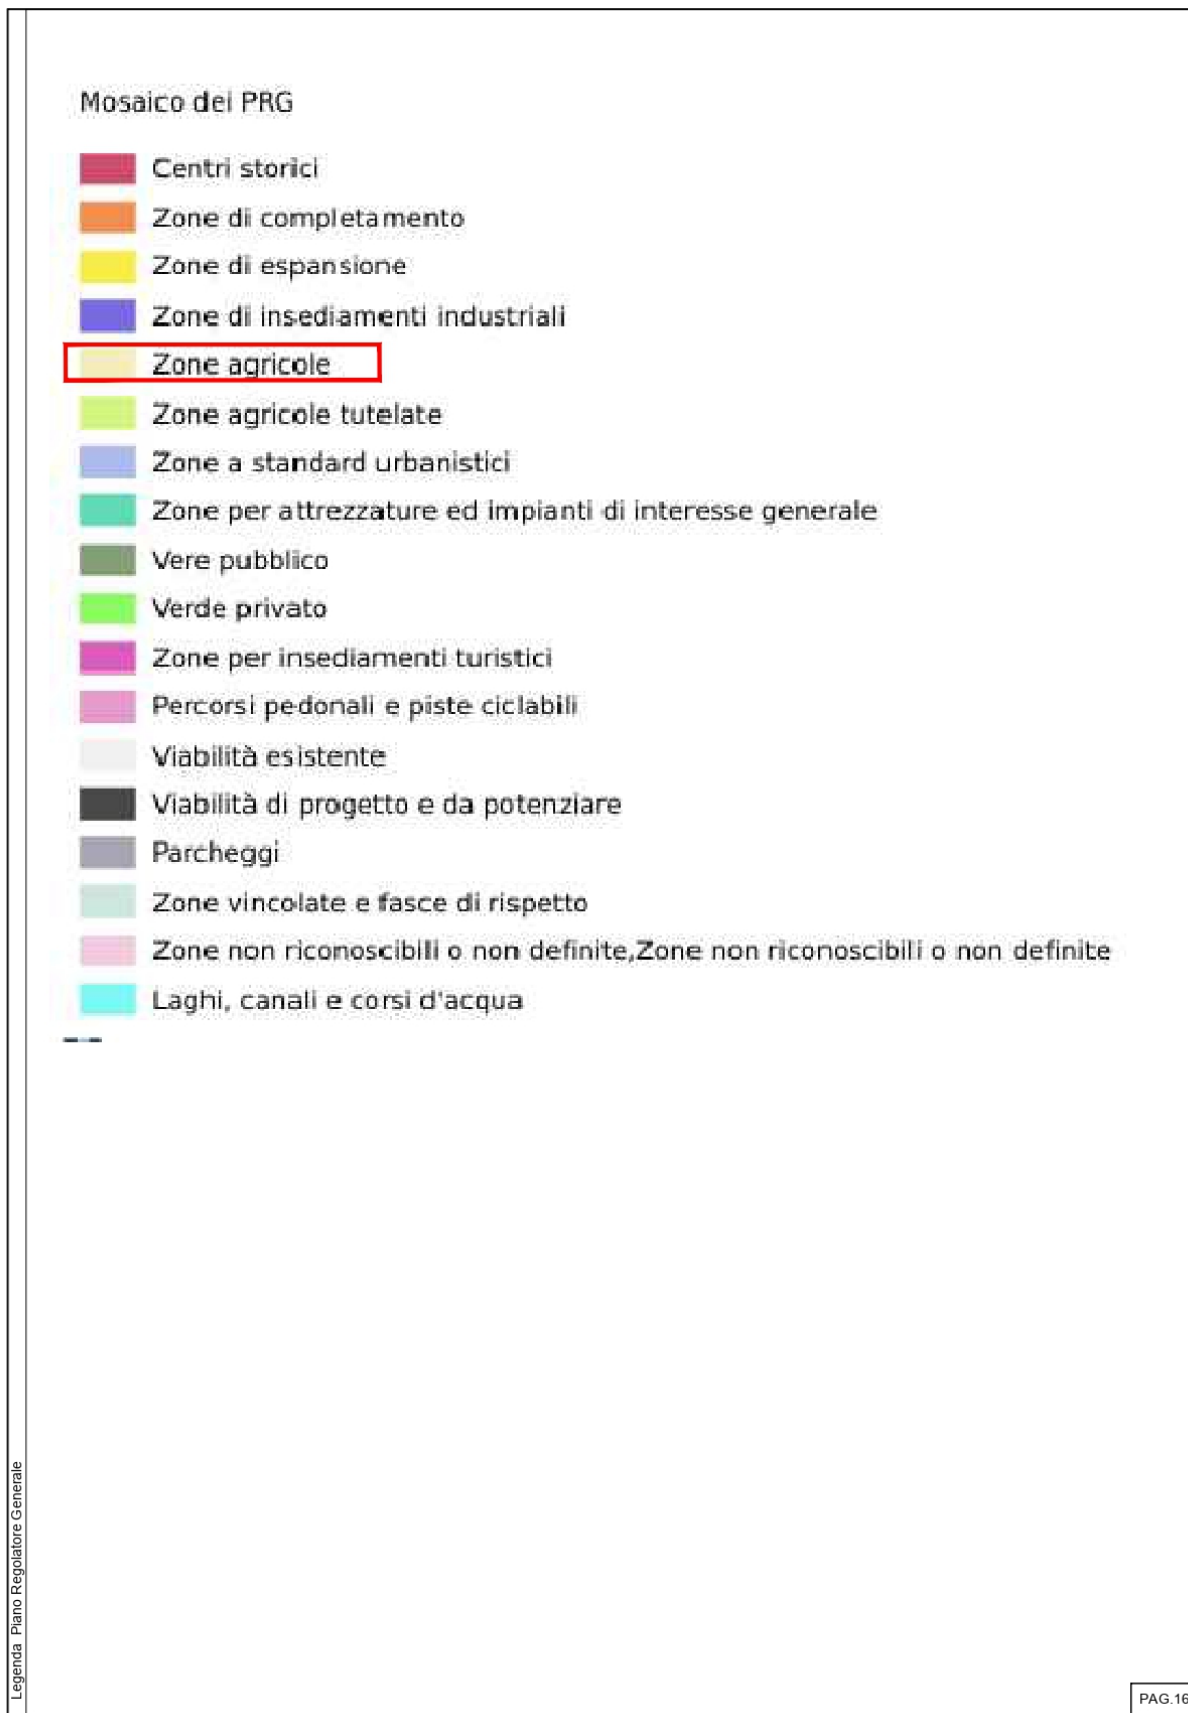 Mosaico dei PRG
Centri storici
Zone di completamento
Zone di espansione
Zone di insediamenti industriali
Zone agricole
Zone agricole tutelate
Zone a standard urbanistici
Zone per attrezzature ed impianti di interesse generale
Vere pubblico
Verde privato
Zone per insediamenti turistici
Percorsi pedonali e piste ciclabili
Viabilità esistente
Viabilità di progetto e da potenziare
Parcheggi
Zone vincolate e fasce di rispetto
Zone non riconoscibili o non definite,Zone non riconoscibili o non definite
Laghi, canali e corsi d'acqua
Legenda Piano Regolatore Generale
PAG.16